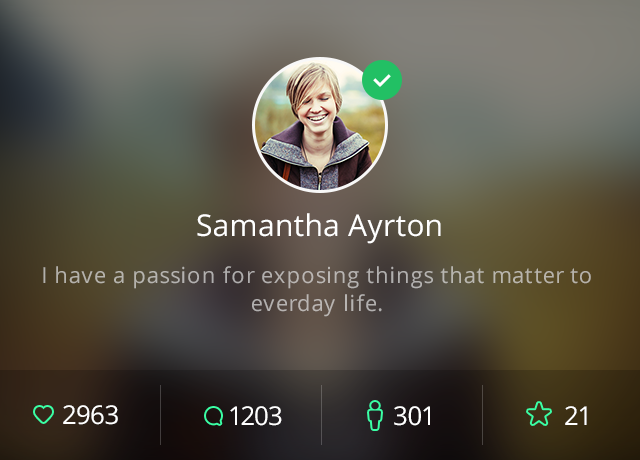 Samantha Ayrton
I have a passion for exposing things that matter to
everday life.
2963 1203 301 21